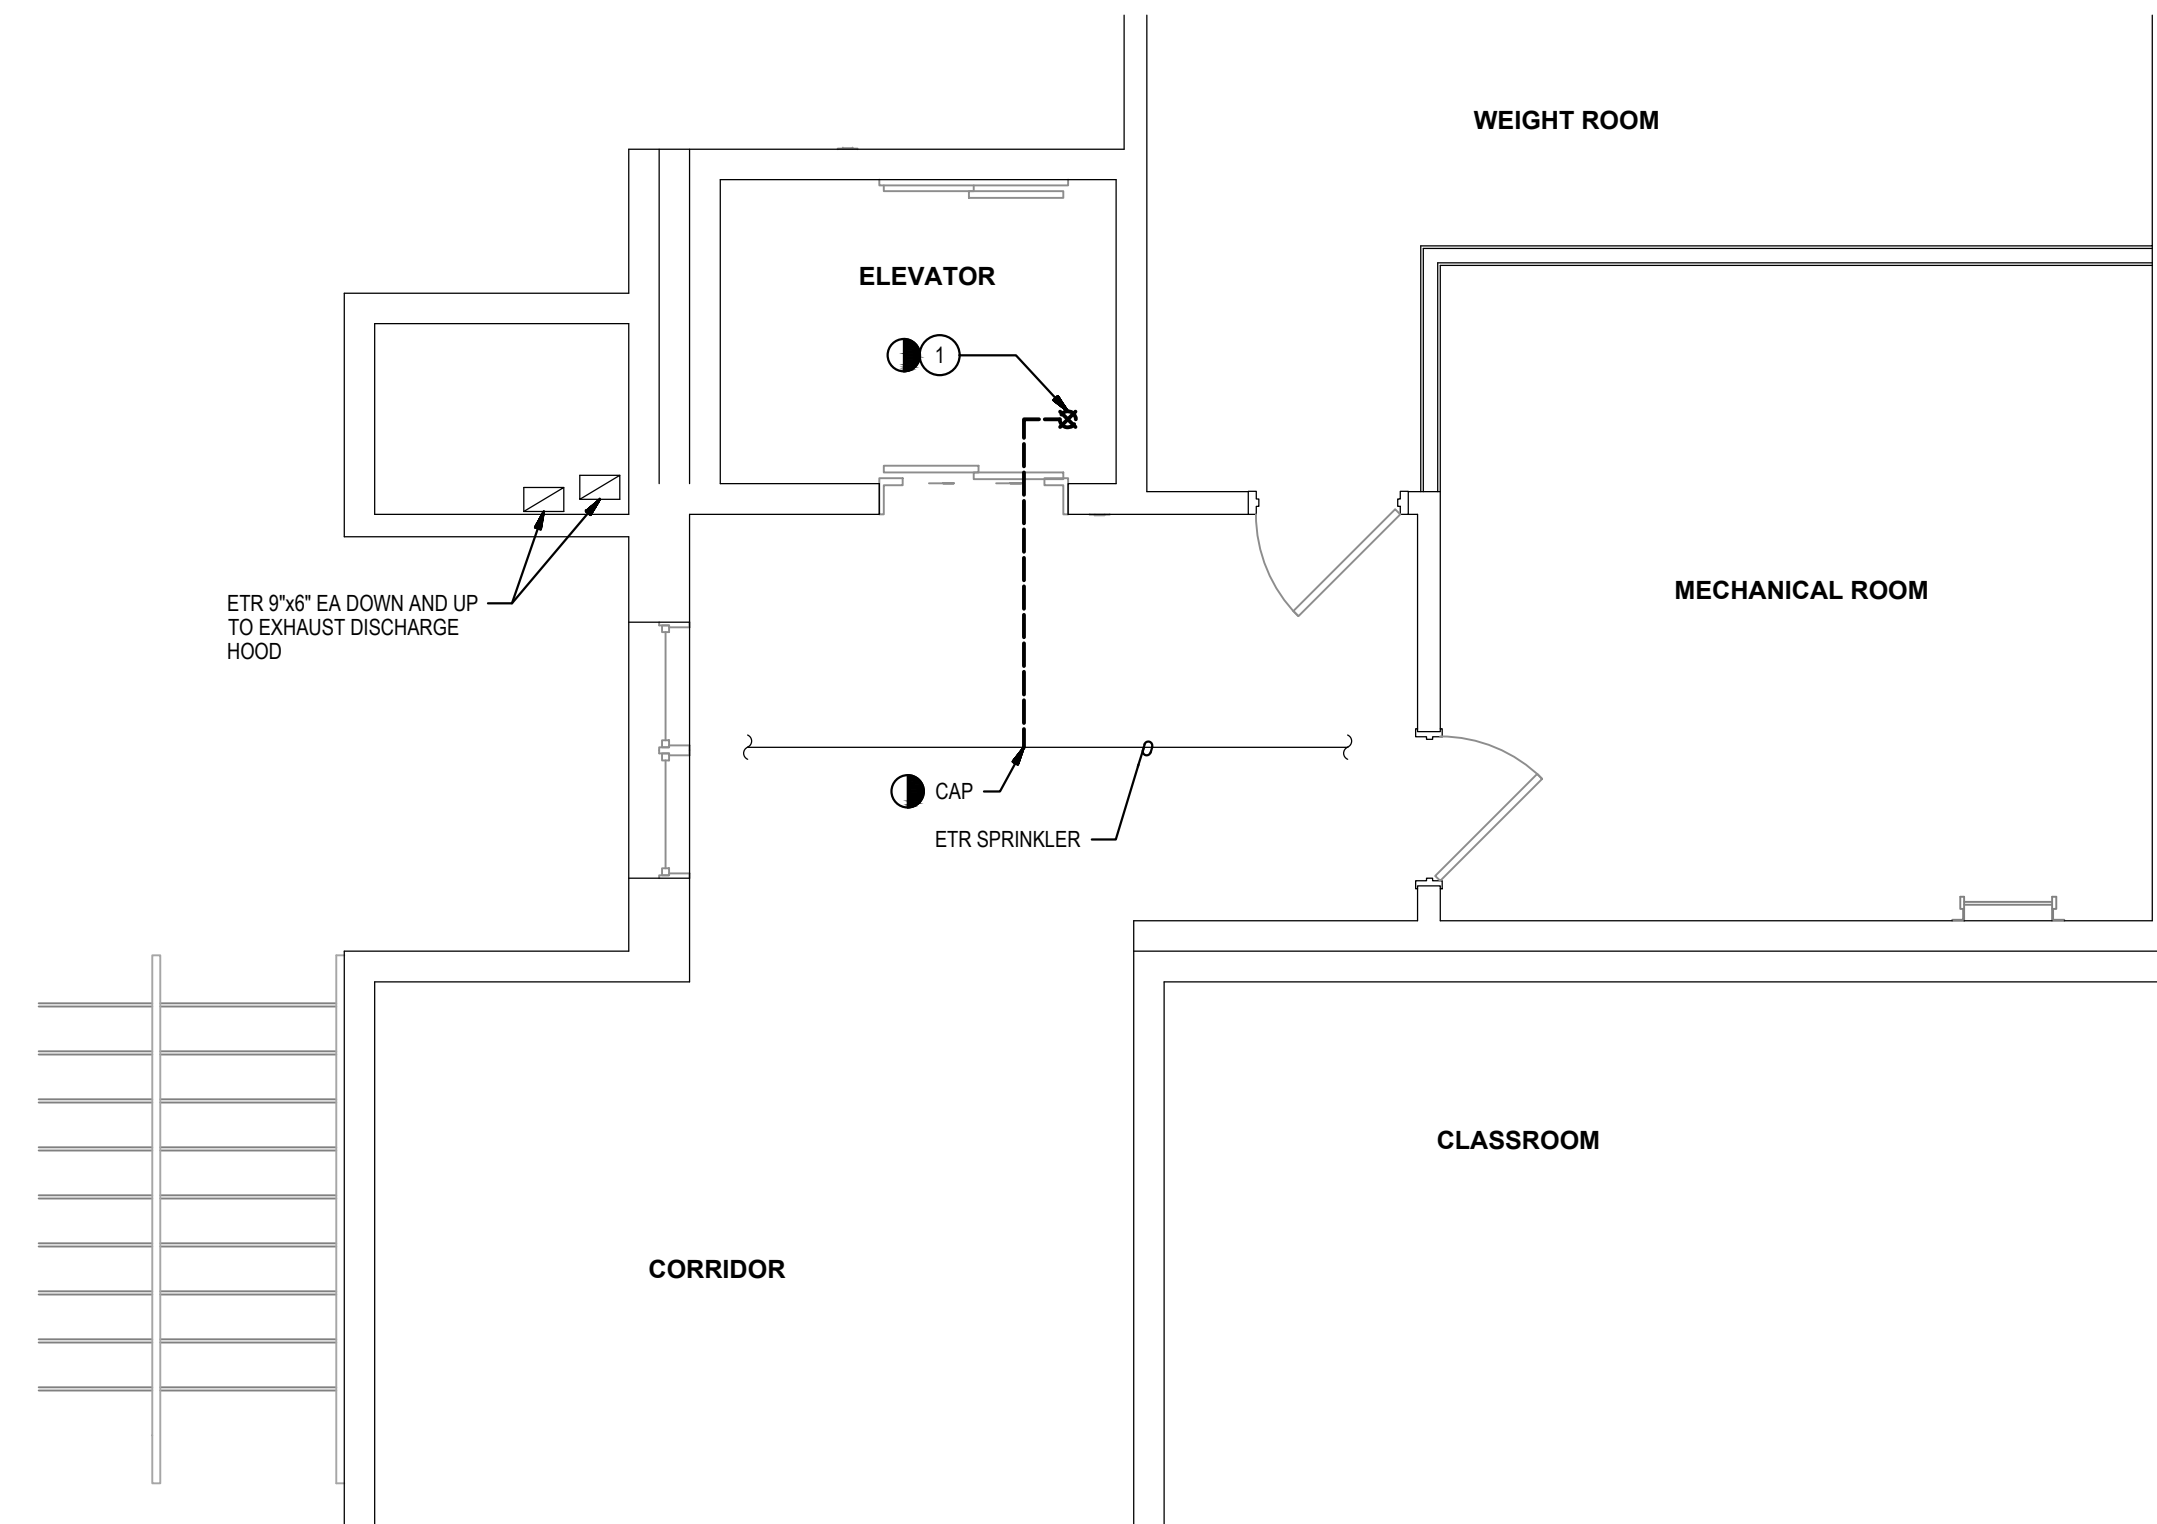 WEIGHT ROOM
ELEVATOR
1
MECHANICAL ROOM
ETR 9"x6" EA DOWN AND UP
TO EXHAUST DISCHARGE
HOOD
CAP
ETR SPRINKLER
CLASSROOM
CORRIDOR